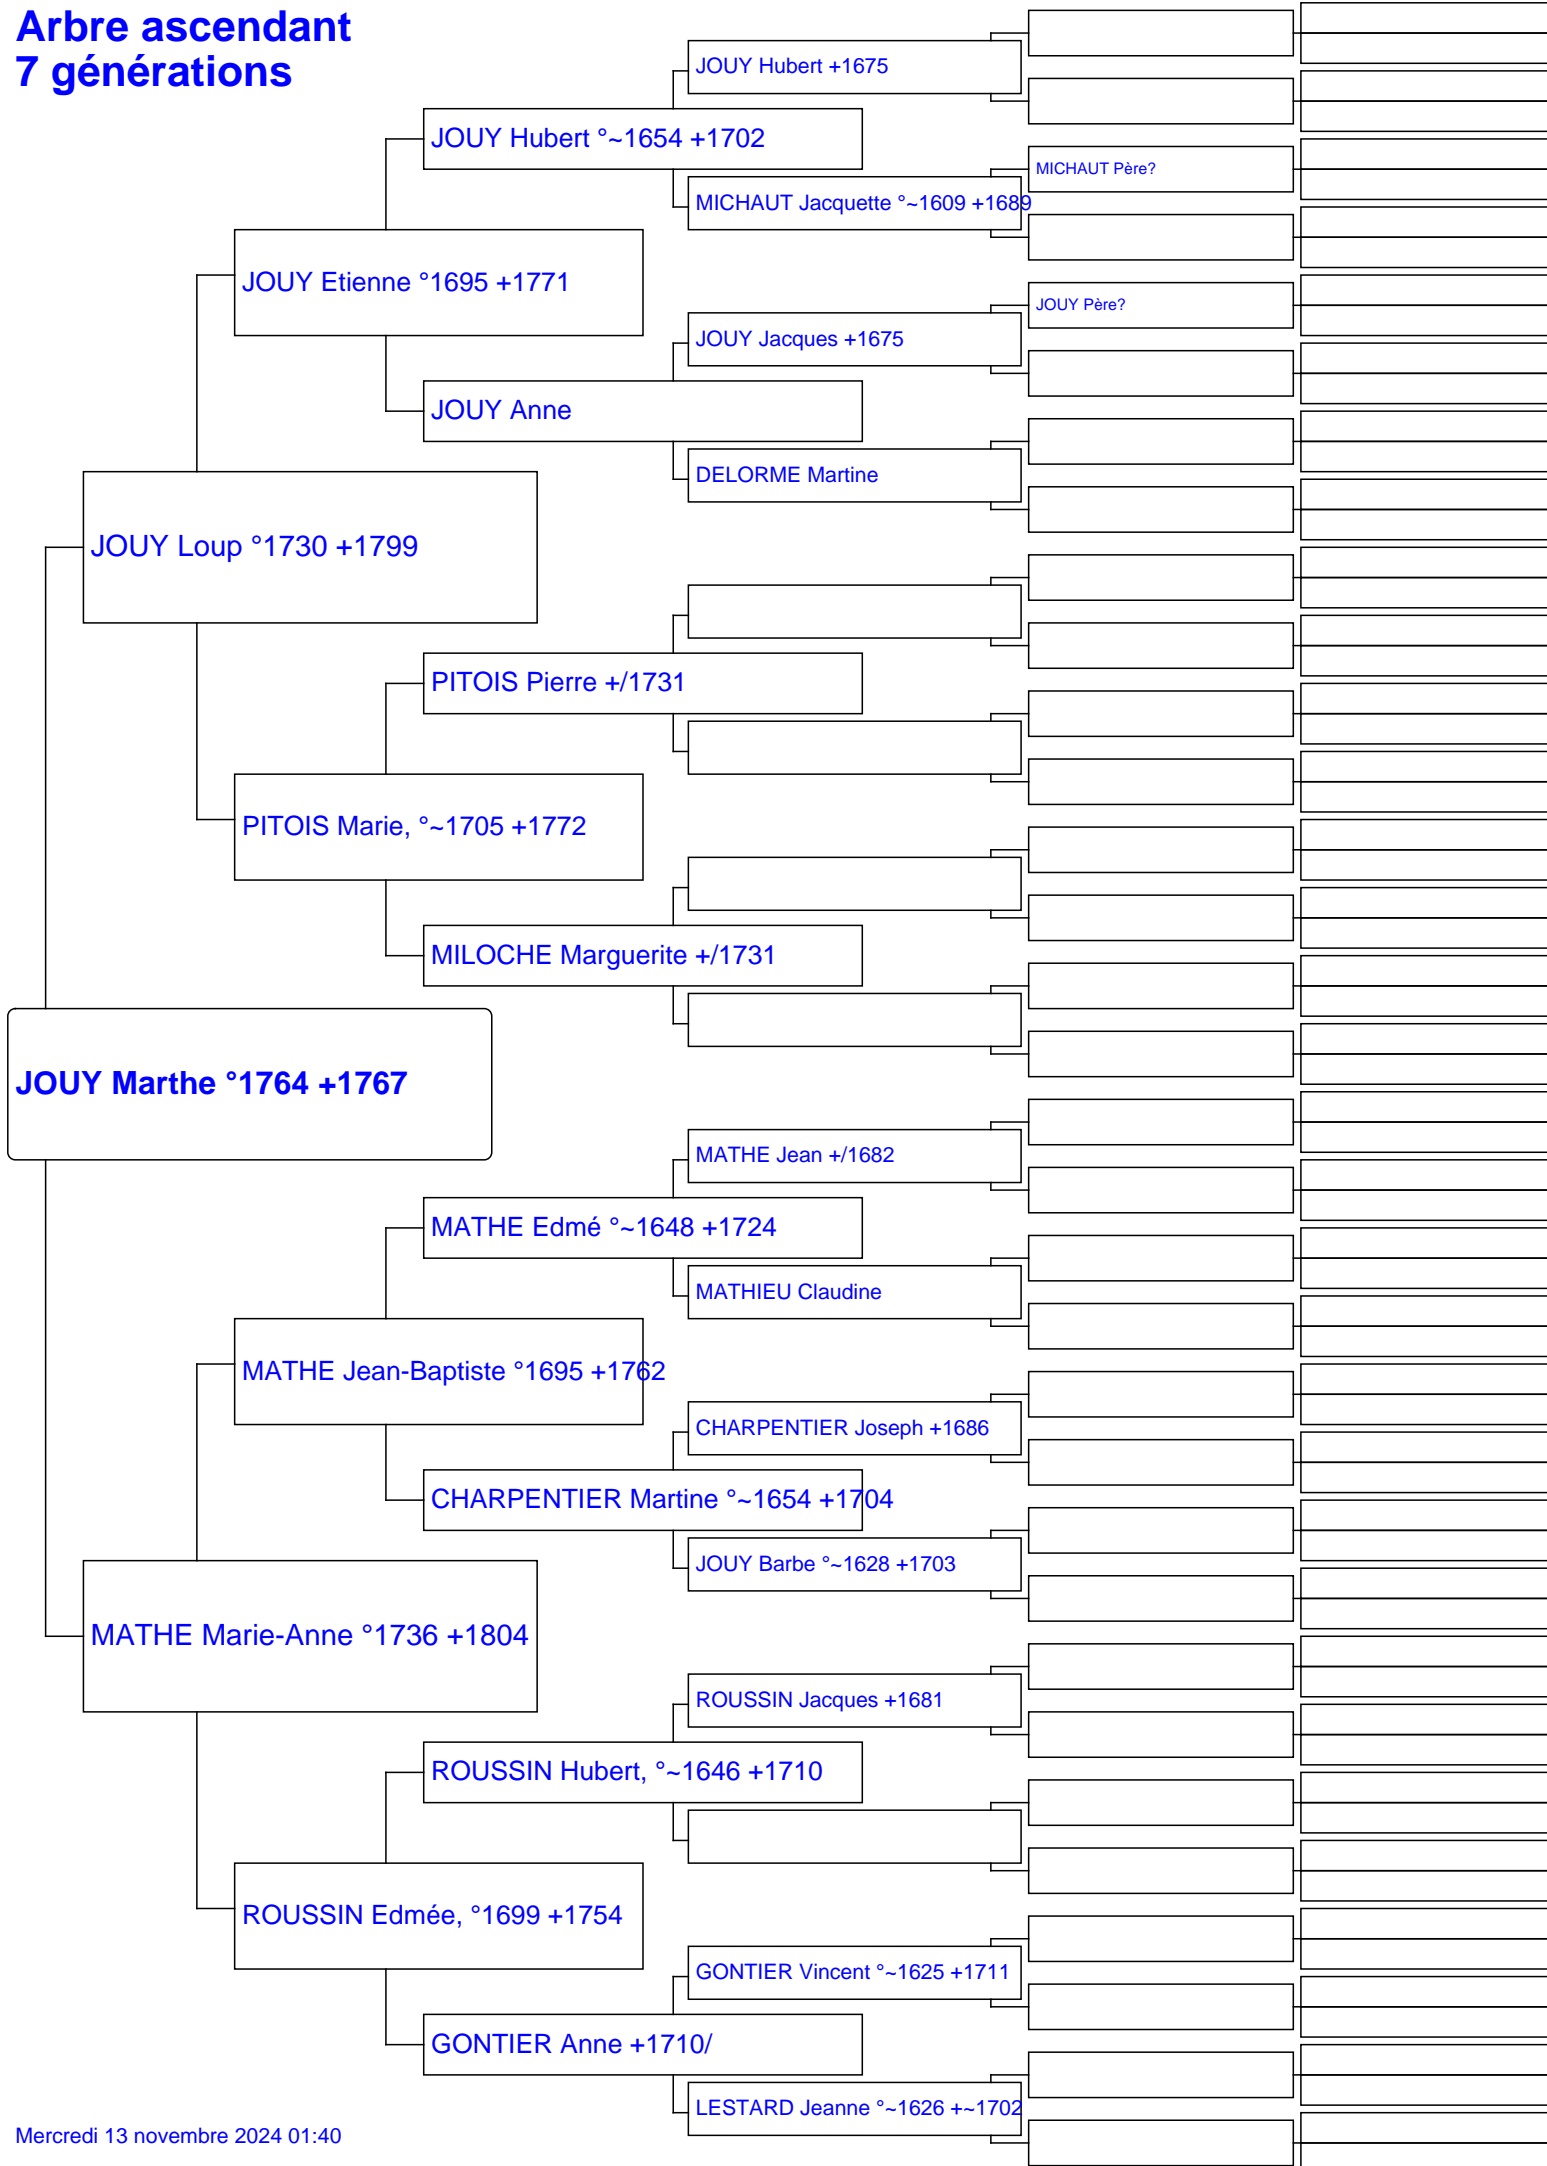 Arbre ascendant
7 générations
JOUY Hubert +1675
JOUY Hubert °~1654 +1702
MICHAUT Père?
MICHAUT Jacquette °~1609 +1689
JOUY Etienne °1695 +1771
JOUY Père?
JOUY Jacques +1675
JOUY Anne
DELORME Martine
JOUY Loup °1730 +1799
PITOIS Pierre +/1731
PITOIS Marie, °~1705 +1772
MILOCHE Marguerite +/1731
JOUY Marthe °1764 +1767
MATHE Jean +/1682
MATHE Edmé °~1648 +1724
MATHIEU Claudine
MATHE Jean-Baptiste °1695 +1762
CHARPENTIER Joseph +1686
CHARPENTIER Martine °~1654 +1704
JOUY Barbe °~1628 +1703
MATHE Marie-Anne °1736 +1804
ROUSSIN Jacques +1681
ROUSSIN Hubert, °~1646 +1710
ROUSSIN Edmée, °1699 +1754
GONTIER Vincent °~1625 +1711
GONTIER Anne +1710/
LESTARD Jeanne °~1626 +~1702
Mercredi 13 novembre 2024 01:40